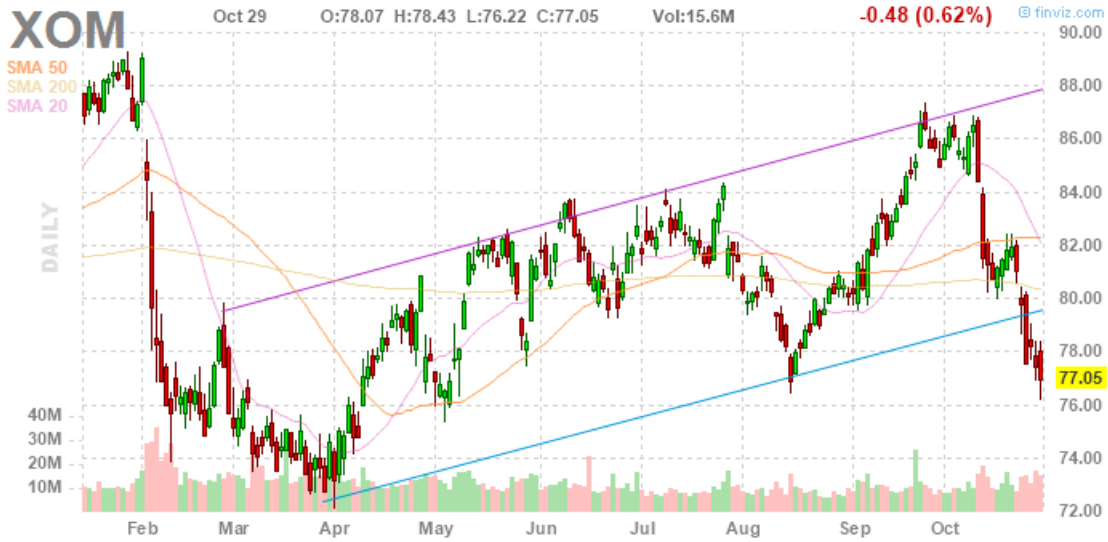 XOM
Oct 29 O:78.07 H:78.43 L:76.22 C:77.05 Vol:15.6M -0.48 (0.62%)
© finviz.com
SMA 50
SMA 200
SMA 20
DAILY
90.00
88.00
86.00
84.00
82.00
80.00
78.00
77.05
76.00
74.00
72.00
40M
30M
20M
10M
Feb Mar Apr May Jun Jul Aug Sep Oct